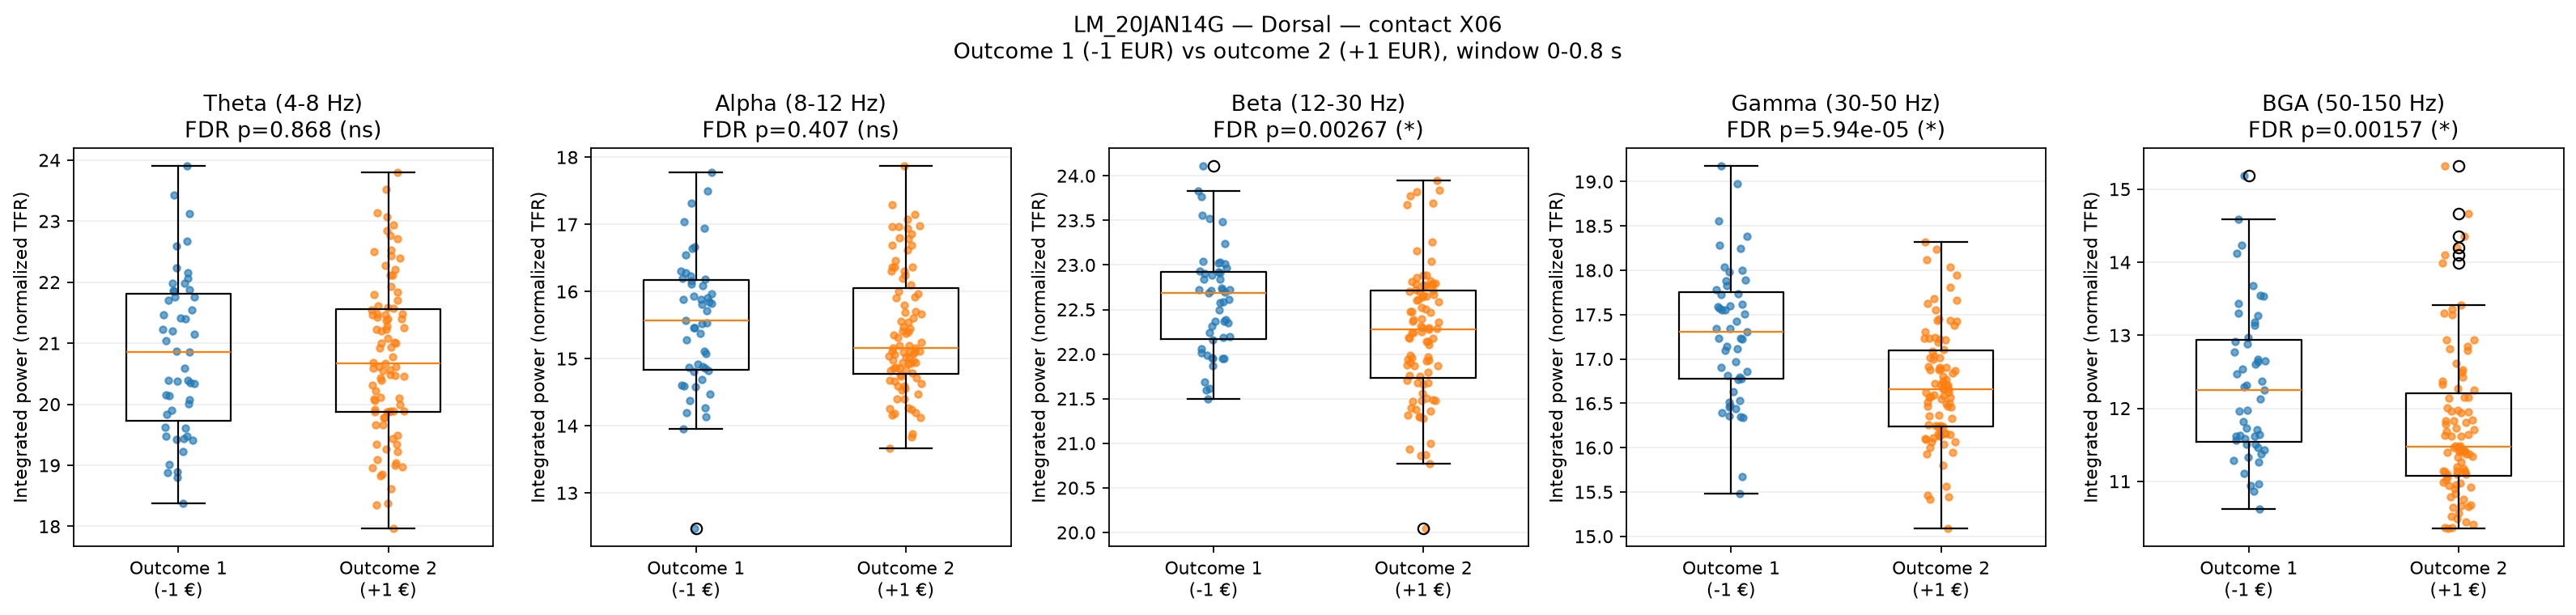 LM_20JAN14G — Dorsal — contact X06
Outcome 1 (-1 EUR) vs outcome 2 (+1 EUR), window 0-0.8 s
Theta (4-8 Hz)
FDR p=0.868 (ns)
Integrated power (normalized TFR)
24
23
22
21
20
19
18
Outcome 1
(-1 €)
Outcome 2
(+1 €)
Alpha (8-12 Hz)
FDR p=0.407 (ns)
Integrated power (normalized TFR)
18
17
16
15
14
13
Outcome 1
(-1 €)
Outcome 2
(+1 €)
Beta (12-30 Hz)
FDR p=0.00267 (*)
Integrated power (normalized TFR)
24.0
23.5
23.0
22.5
22.0
21.5
21.0
20.5
20.0
Outcome 1
(-1 €)
Outcome 2
(+1 €)
Gamma (30-50 Hz)
FDR p=5.94e-05 (*)
Integrated power (normalized TFR)
19.0
18.5
18.0
17.5
17.0
16.5
16.0
15.5
15.0
Outcome 1
(-1 €)
Outcome 2
(+1 €)
BGA (50-150 Hz)
FDR p=0.00157 (*)
Integrated power (normalized TFR)
15
14
13
12
11
Outcome 1
(-1 €)
Outcome 2
(+1 €)